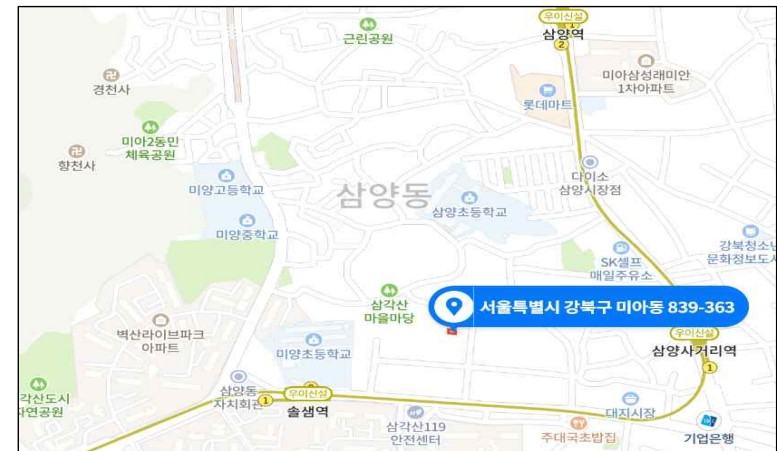 우이신설
1
삼양역
2
근린공원
卍
경천사
미아삼성래미안
1차아파트
롯데마트
미아2동민
체육공원
卍
향천사
다이소
삼양시장점
미양고등학교
삼양동
삼양초등학교
미양중학교
강북청소년
문화정보도서
SK셀프
매일주유소
삼각산
마을마당
서울특별시 강북구 미아동 839-363
벽산라이브파크
아파트
우이신설
삼양사거리역
1
미양초등학교
각산도시
자연공원
삼양동
자치회관
1
우이신설
솔샘역
대지시장
삼각산119
안전센터
주대국초밥집
기업은행